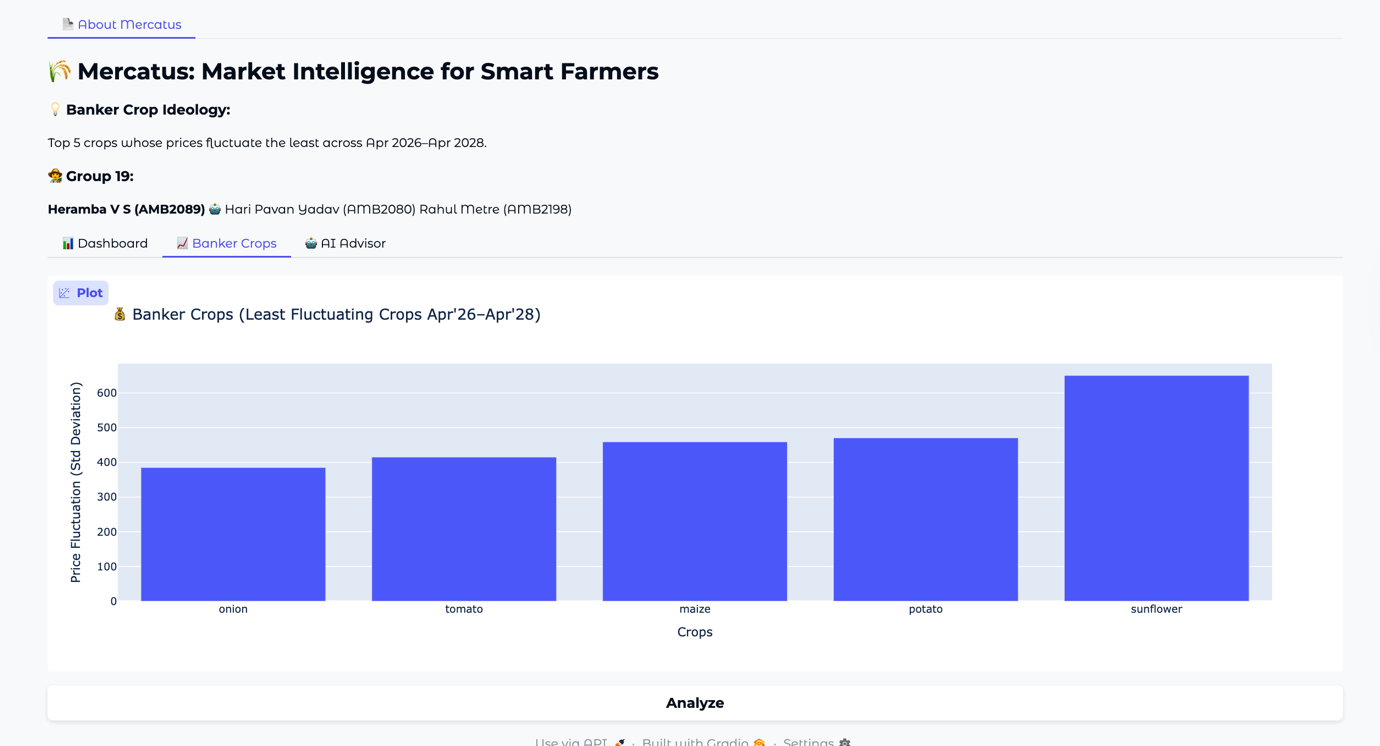 About Mercatus
🌾 Mercatus: Market Intelligence for Smart Farmers
💡 Banker Crop Ideology:
Top 5 crops whose prices fluctuate the least across Apr 2026–Apr 2028.
Group 19:
Heramba V S (AMB2089) 🤖 Hari Pavan Yadav (AMB2080) Rahul Metre (AMB2198)
📊 Dashboard 📈 Banker Crops 🤖 AI Advisor
Plot
💰 Banker Crops (Least Fluctuating Crops Apr'26–Apr'28)
Price Fluctuation (Std Deviation)
600
500
400
300
200
100
0
onion tomato maize potato sunflower
Crops
Analyze
Use via API · Built with Gradio · Settings